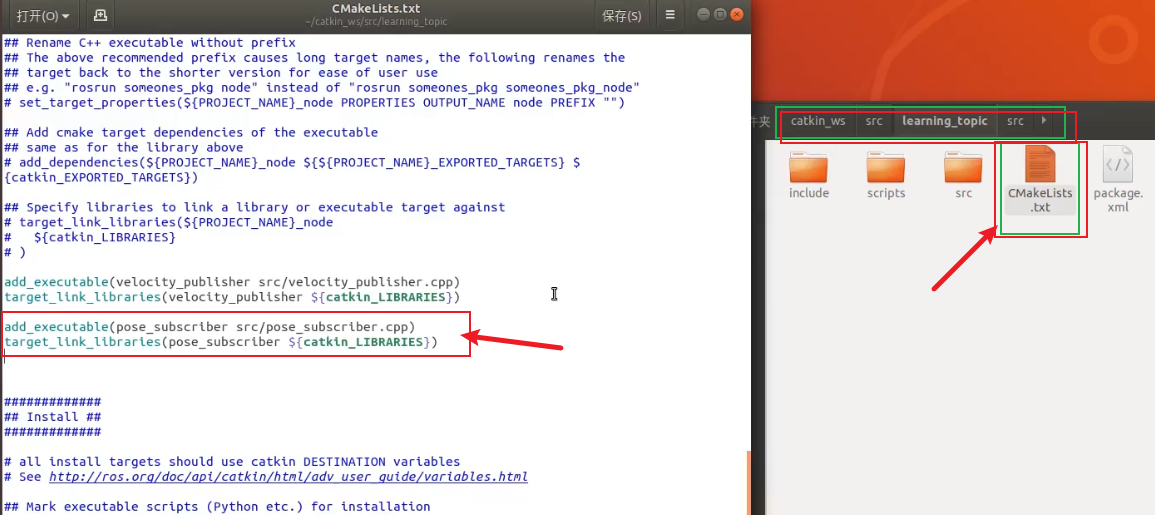 打开(O)
CMakeLists.txt
~/catkin_ws/src/learning_topic
保存(S)
## Rename C++ executable without prefix
## The above recommended prefix causes long target names, the following renames the
## target back to the shorter version for ease of user use
## e.g. "rosrun someones_pkg node" instead of "rosrun someones_pkg someones_pkg_node"
# set_target_properties(${PROJECT_NAME}_node PROPERTIES OUTPUT_NAME node PREFIX "")
## Add cmake target dependencies of the executable
## same as for the library above
# add_dependencies(${PROJECT_NAME}_node ${${PROJECT_NAME}_EXPORTED_TARGETS} $
{catkin_EXPORTED_TARGETS})
## Specify libraries to link a library or executable target against
# target_link_libraries(${PROJECT_NAME}_node
#   ${catkin_LIBRARIES}
# )
add_executable(velocity_publisher src/velocity_publisher.cpp)
target_link_libraries(velocity_publisher ${catkin_LIBRARIES})
add_executable(pose_subscriber src/pose_subscriber.cpp)
target_link_libraries(pose_subscriber ${catkin_LIBRARIES})
#############
## Install ##
#############
# all install targets should use catkin DESTINATION variables
# See http://ros.org/doc/api/catkin/html/adv_user_guide/variables.html
## Mark executable scripts (Python etc.) for installation
件夹 catkin_ws src learning_topic src
include
scripts
src
CMakeLists
.txt
package.
xml